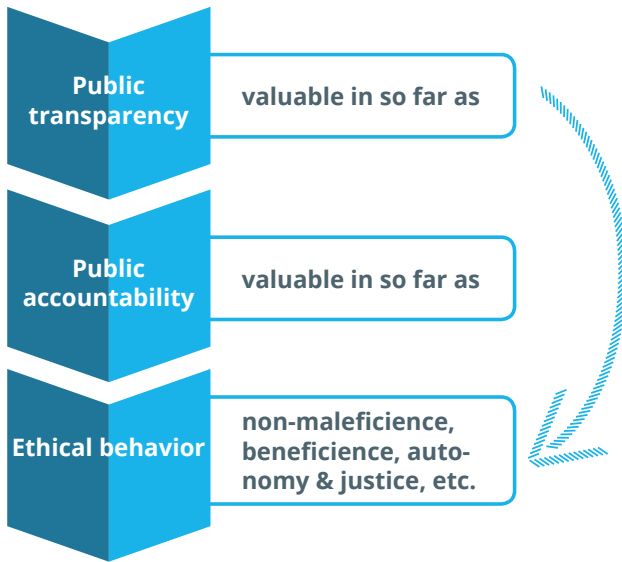 Public
transparency
valuable in so far as
Public
accountability
valuable in so far as
Ethical behavior
non-maleficience,
beneficience, auto-
nomy & justice, etc.